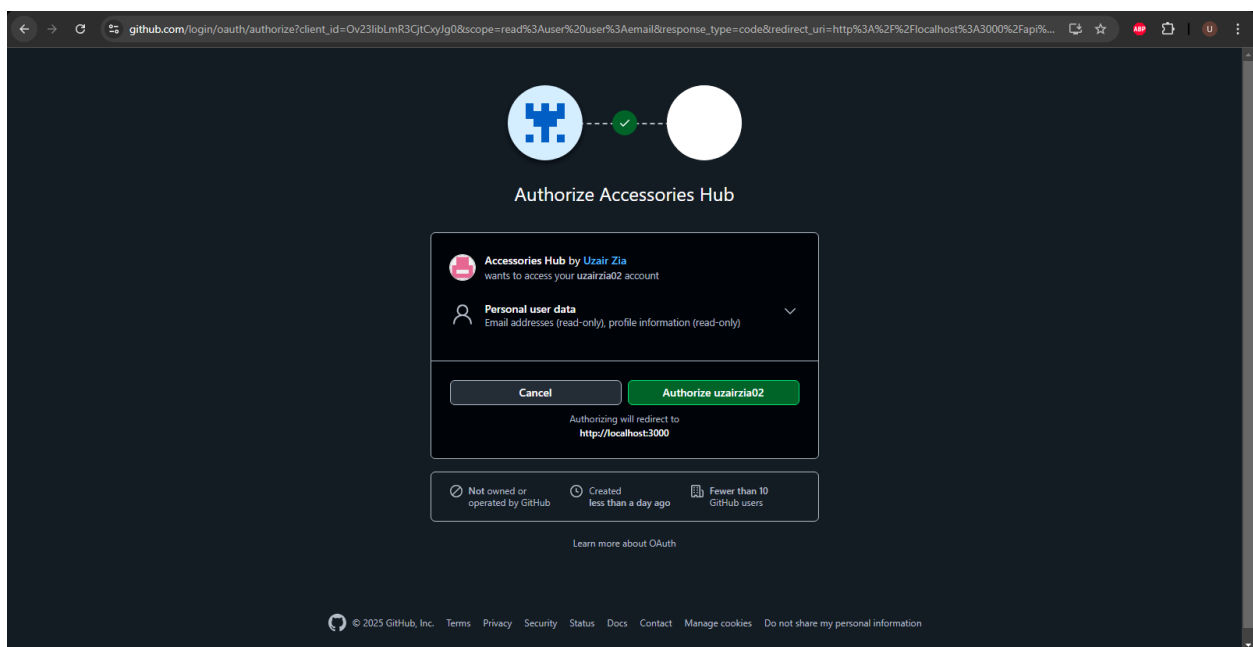 github.com/login/oauth/authorize?client_id=Ov23libLmR3CjtCxyJg0&scope=read%3Auser%20user%3Aemail&response_type=code&redirect_uri=http%3A%2F%2Flocalhost%3A3000%2Fapi%...
ABP
U
Authorize Accessories Hub
Accessories Hub by Uzair Zia
wants to access your uzairzia02 account
Personal user data
Email addresses (read-only), profile information (read-only)
Cancel
Authorize uzairzia02
Authorizing will redirect to
http://localhost:3000
Not owned or
operated by GitHub
Created
less than a day ago
Fewer than 10
GitHub users
Learn more about OAuth
© 2025 GitHub, Inc. Terms Privacy Security Status Docs Contact Manage cookies Do not share my personal information